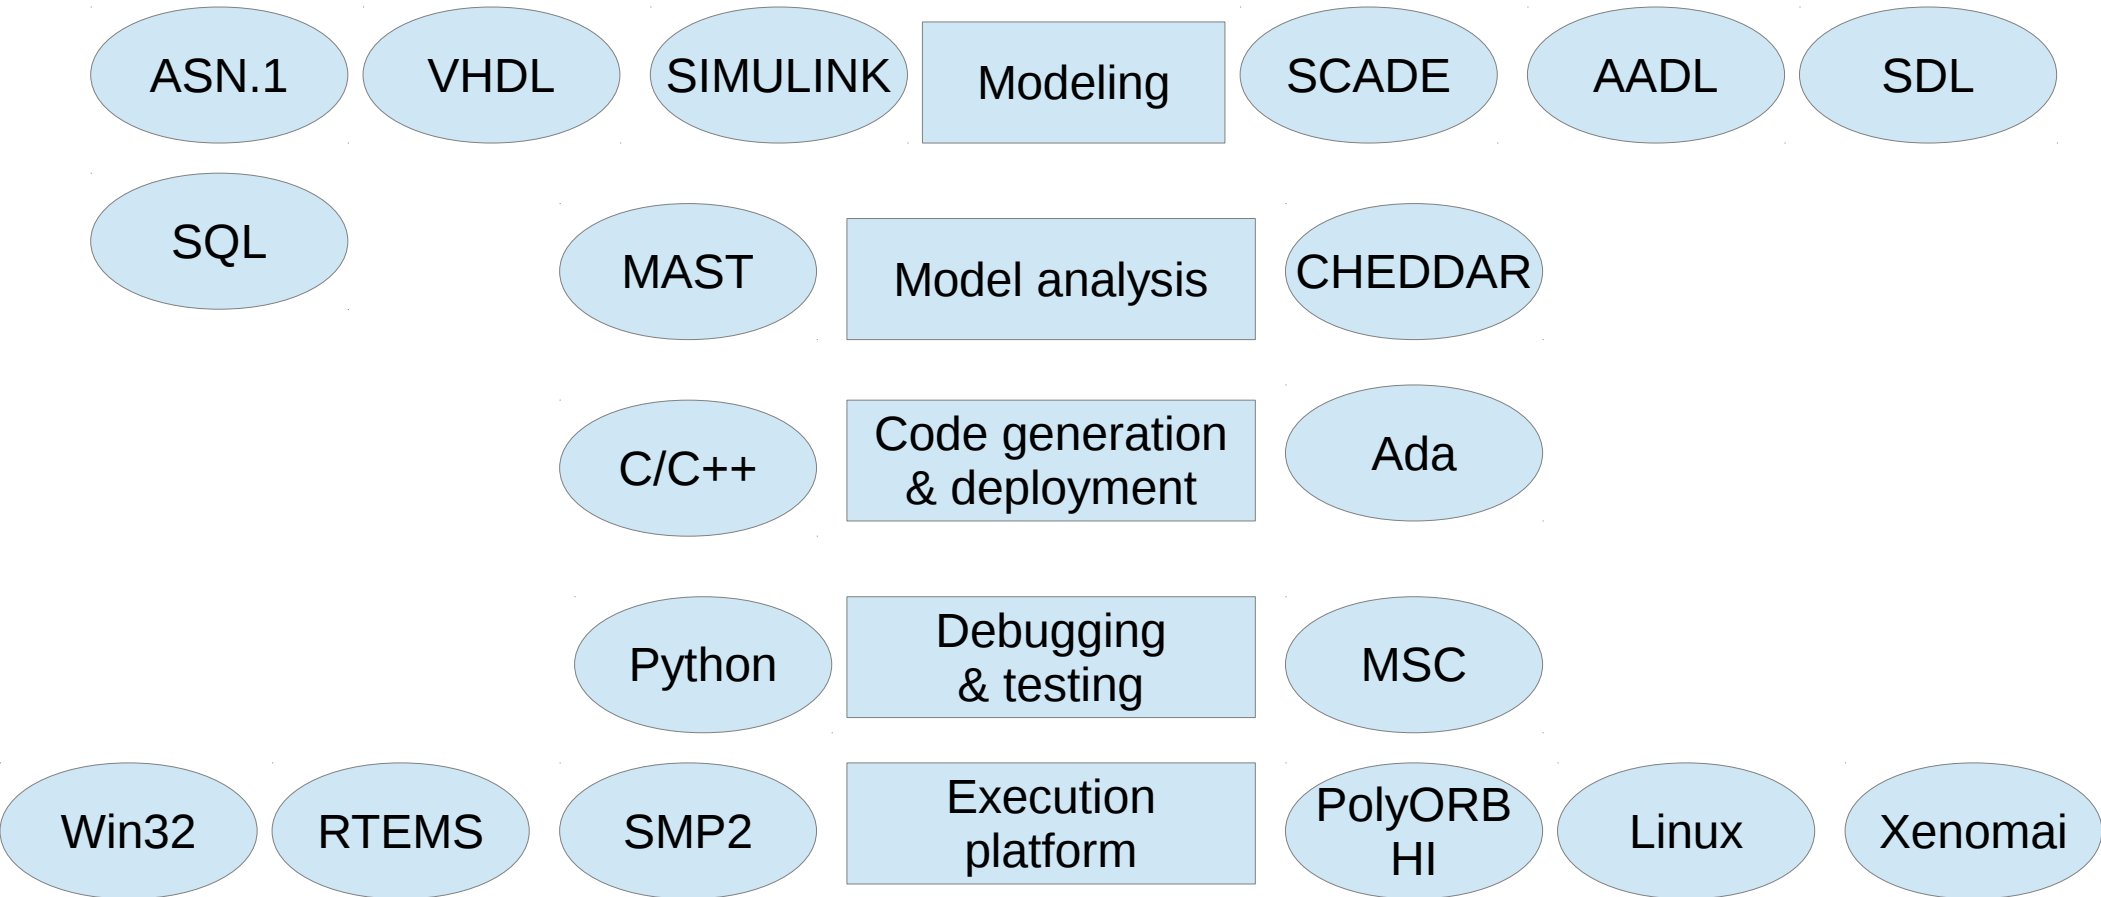 ASN.1
VHDL
SIMULINK
Modeling
SCADE
AADL
SDL
SQL
MAST
Model analysis
CHEDDAR
C/C++
Code generation
& deployment
Ada
Python
Debugging
& testing
MSC
Win32
RTEMS
SMP2
Execution
platform
PolyORB
HI
Linux
Xenomai